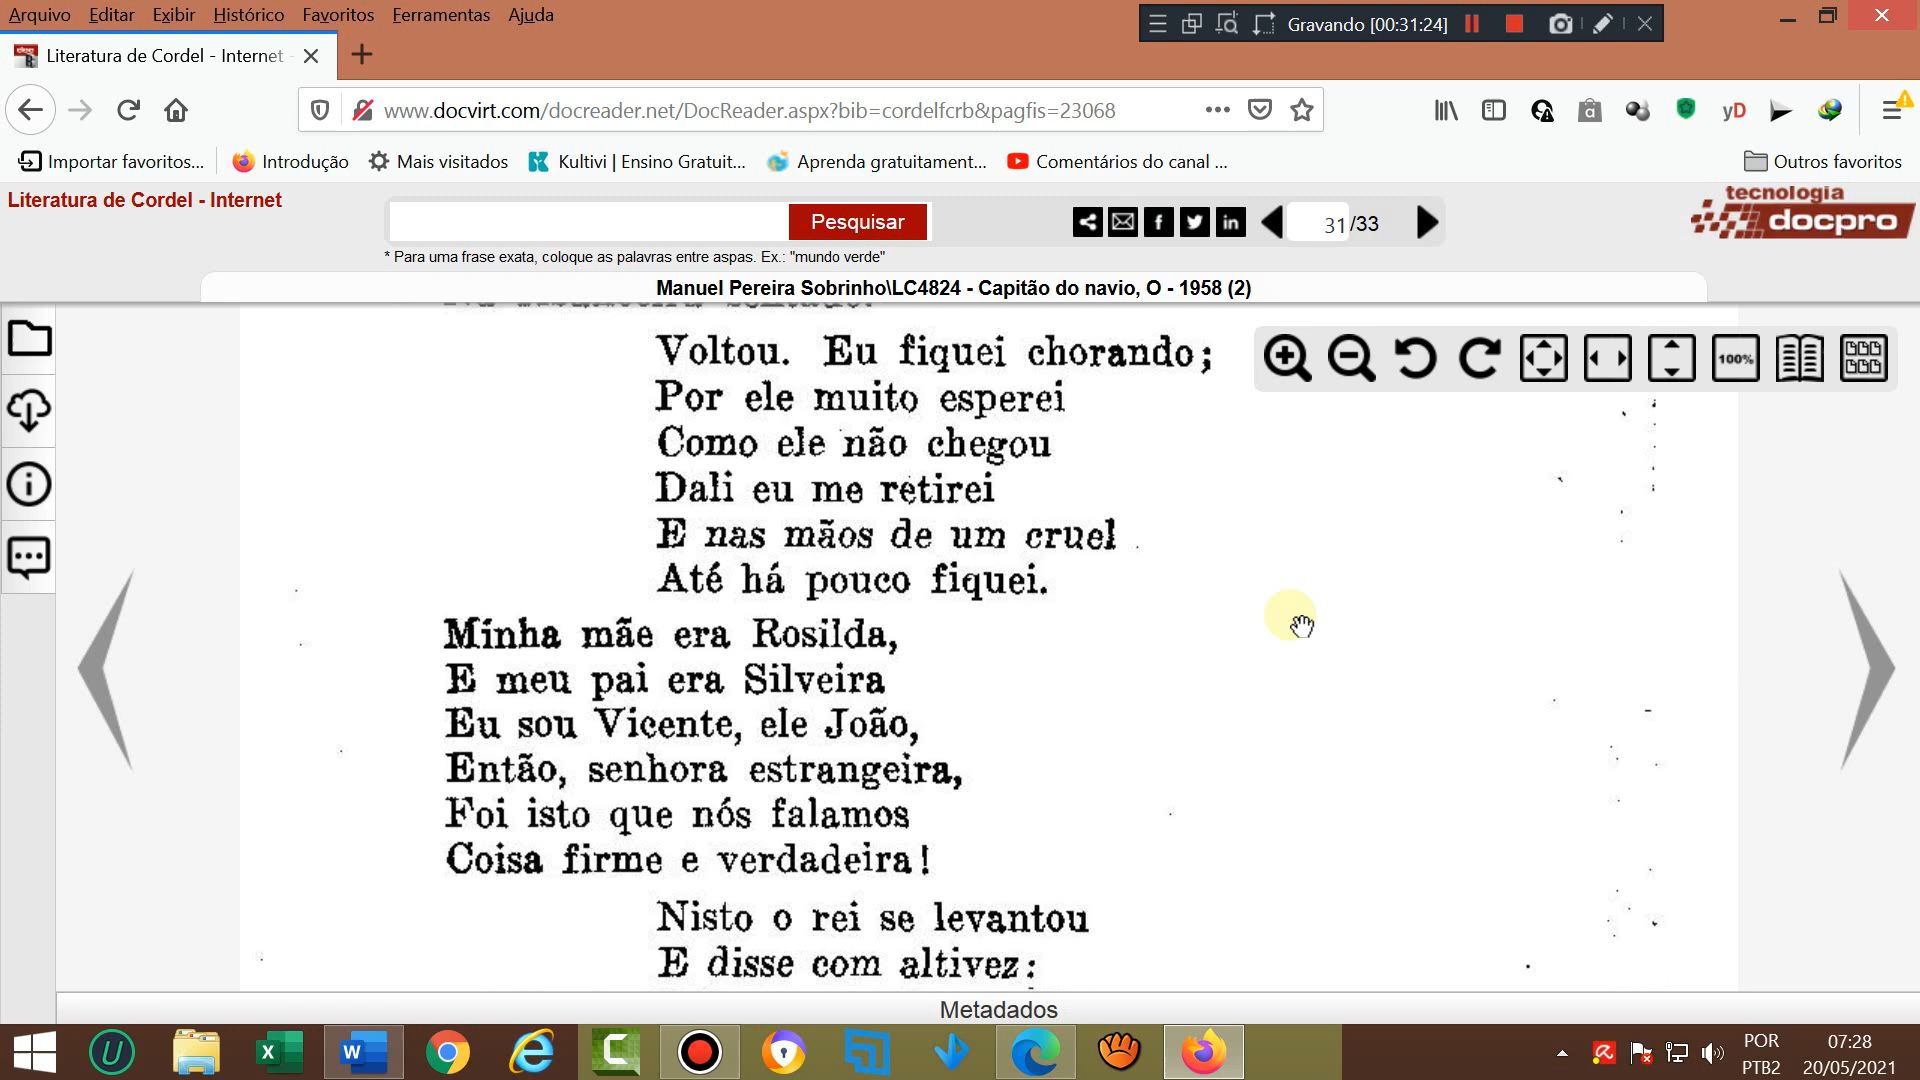 Arquivo Editar Exibir Histórico Favoritos Ferramentas Ajuda
Gravando [00:31:24]
Literatura de Cordel - Internet
www.docvirt.com/docreader.net/DocReader.aspx?bib=cordelfcrb&pagfis=23068
Importar favoritos... Introdução Mais visitados Kultivi | Ensino Gratuit... Aprenda gratuitament... Comentários do canal ... Outros favoritos
Literatura de Cordel - Internet
Pesquisar
31 /33
tecnologia
docpro
* Para uma frase exata, coloque as palavras entre aspas. Ex.: "mundo verde"
Manuel Pereira Sobrinho\LC4824 - Capitão do navio, O - 1958 (2)
100%
Voltou. Eu fiquei chorando;
Por ele muito esperei
Como ele não chegou
Dali eu me retirei
E nas mãos de um cruel
Até há pouco fiquei.
Minha mãe era Rosilda,
E meu pai era Silveira
Eu sou Vicente, ele João,
Então, senhora estrangeira,
Foi isto que nós falamos
Coisa firme e verdadeira!
Nisto o rei se levantou
E disse com altivez:
Metadados
POR
PTB2
07:28
20/05/2021